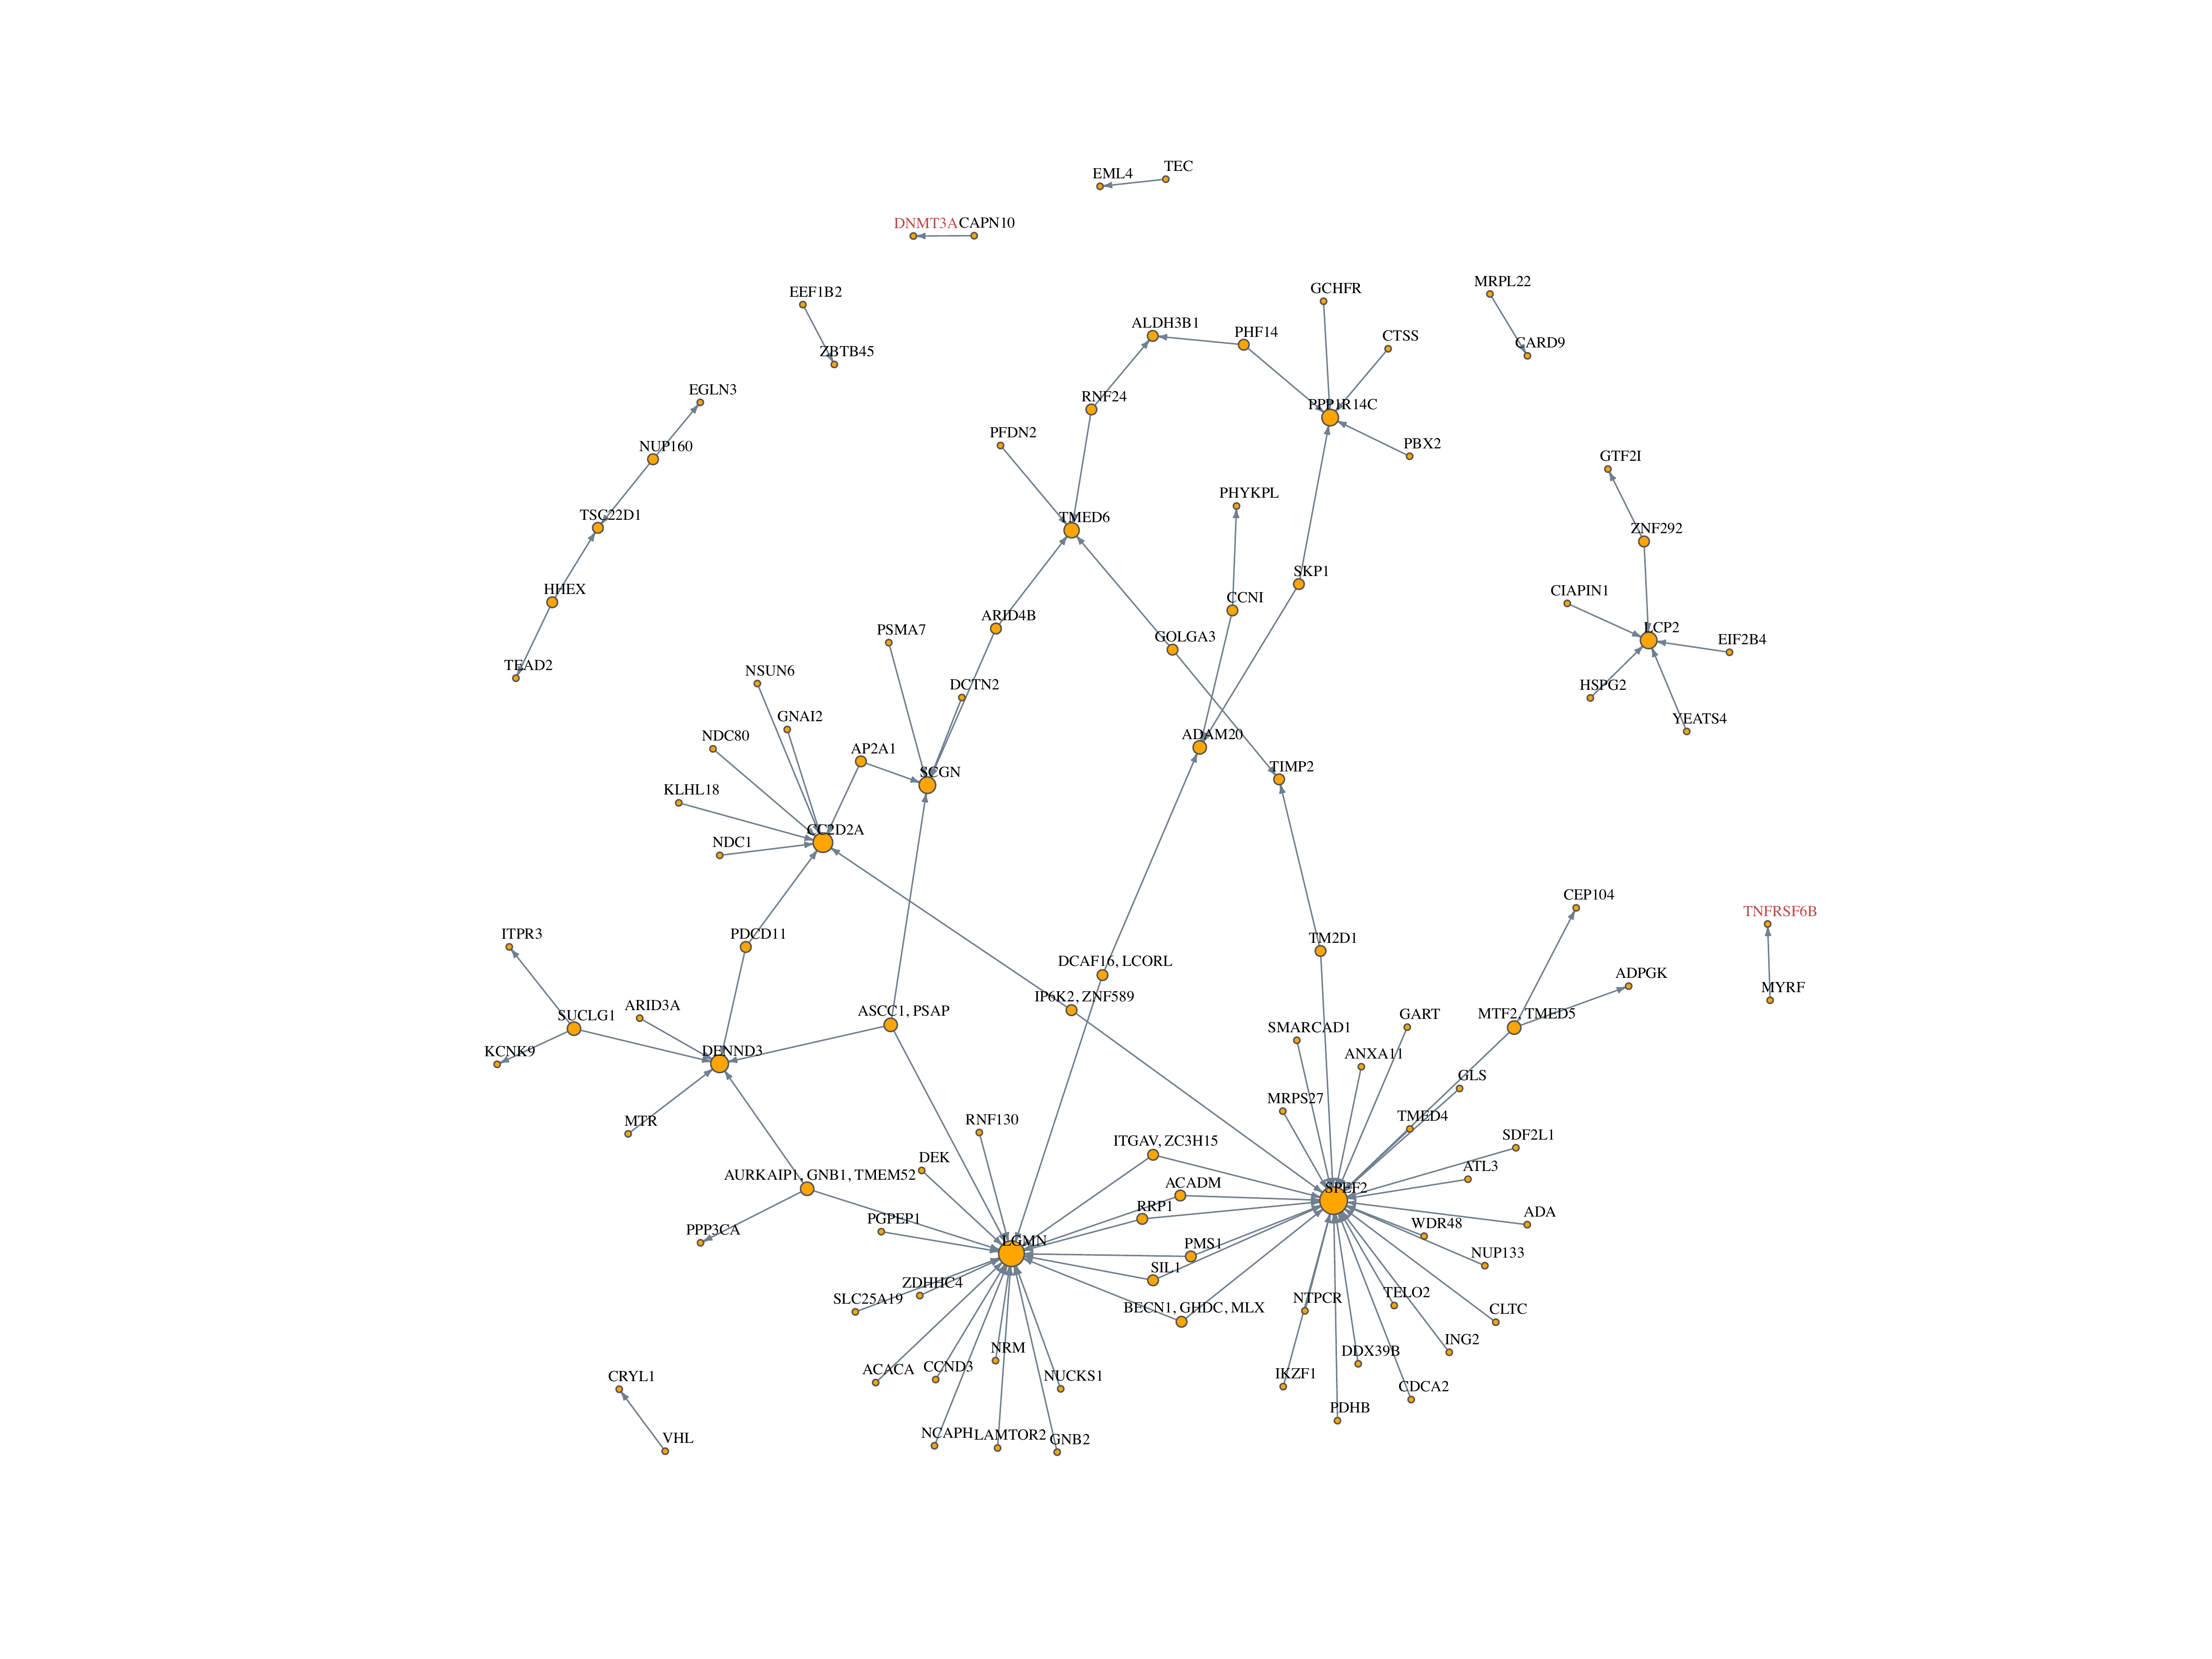 TEC
EML4
DNMT3A
CAPN10
MRPL22
GCHFR
EEF1B2
ALDH3B1
PHF14
CTSS
CARD9
ZBTB45
EGLN3
RNF24
PPP1R14C
PFDN2
PBX2
NUP160
GTF2I
PHYKPL
TSC22D1
TMED6
ZNF292
SKP1
HHEX
CIAPIN1
CCNI
ARID4B
LCP2
PSMA7
GOLGA3
EIF2B4
TEAD2
NSUN6
DCTN2
HSPG2
GNAI2
YEATS4
NDC80
ADAM20
AP2A1
TIMP2
SCGN
KLHL18
CC2D2A
NDC1
CEP104
TNFRSF6B
ITPR3
PDCD11
TM2D1
DCAF16, LCORL
ADPGK
MYRF
IP6K2, ZNF589
ARID3A
ASCC1, PSAP
SUCLG1
GART
MTF2, TMED5
SMARCAD1
KCNK9
DENND3
ANXA11
GLS
MRPS27
TMED4
MTR
RNF130
ITGAV, ZC3H15
SDF2L1
DEK
ATL3
AURKAIP1, GNB1, TMEM52
ACADM
SPEF2
RRP1
ADA
PGPEP1
WDR48
PPP3CA
LGMN
PMS1
NUP133
SIL1
ZDHHC4
SLC25A19
BECN1, GHDC, MLX
NTPCR
TELO2
CLTC
ING2
NRM
DDX39B
ACACA
CCND3
NUCKS1
IKZF1
CRYL1
CDCA2
PDHB
NCAPH
LAMTOR2
GNB2
VHL